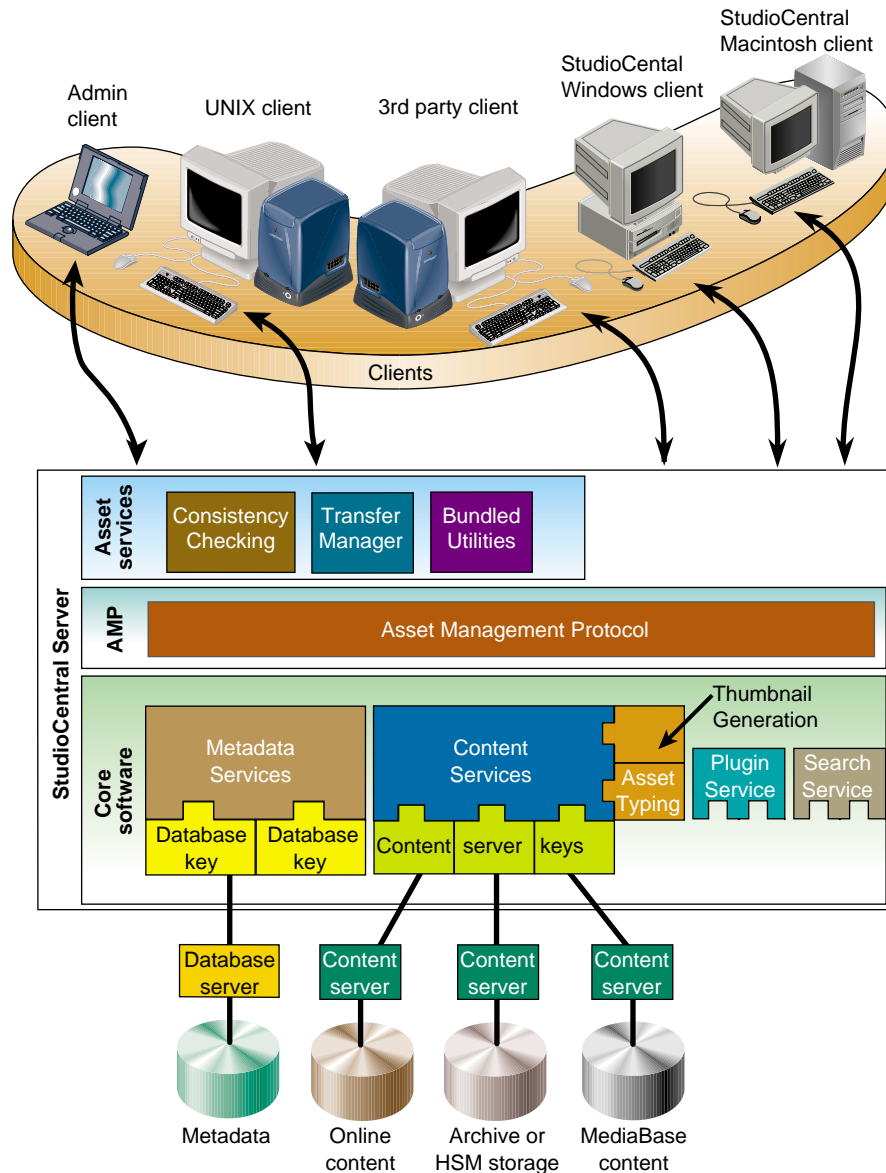 StudioCentral
Macintosh client
StudioCental
Windows client
Admin
client
UNIX client
3rd party client
Clients
StudioCentral Server
Asset
services
Consistency
Checking
Transfer
Manager
Bundled
Utilities
AMP
Asset Management Protocol
Core
software
Metadada
Services
Content
Services
Thumbnail
Generation
Asset
Typing
Plugin
Service
Search
Service
Database
key
Database
key
Content
server
keys
Database
server
Content
server
Content
server
Content
server
Metadata
Online
content
Archive or
HSM storage
MediaBase
content